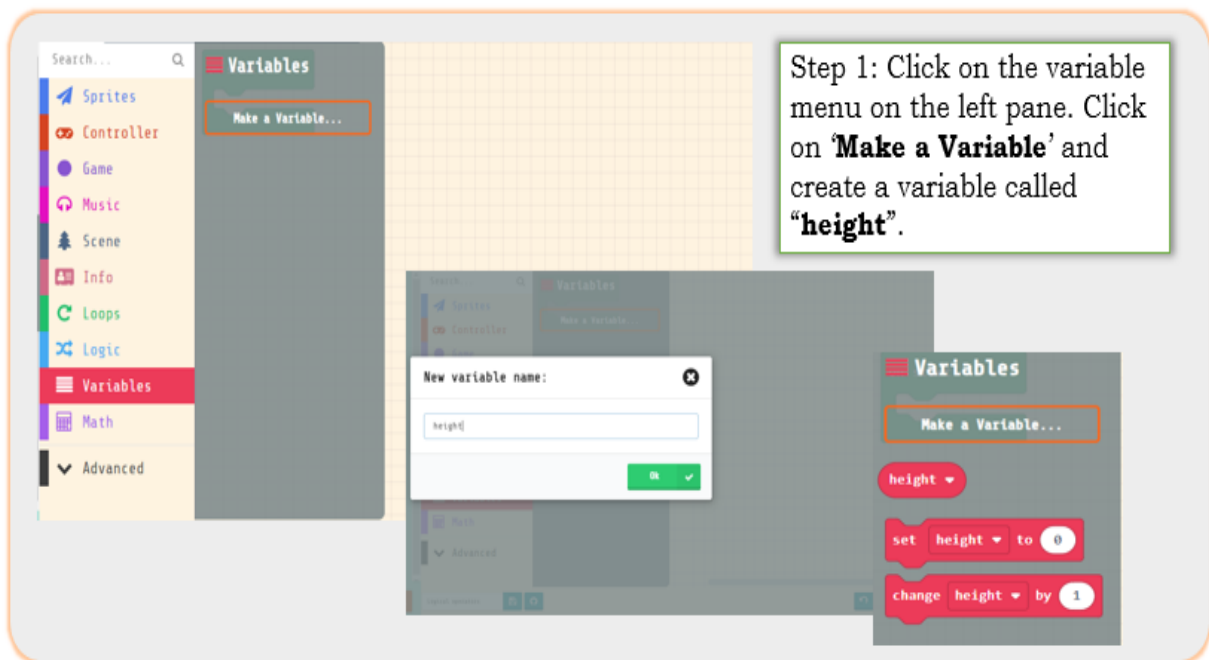 Search...
Sprites
Controller
Game
Music
Scene
Info
Loops
Logic
Variables
Math
Advanced
Variables
Make a Variable...
Step 1: Click on the variable
menu on the left pane. Click
on ‘Make a Variable’ and
create a variable called
“height”.
Search...
Sprites
Controller
Variables
Make a Variable...
New variable name:
height
Ok
Math
Advanced
Variables
Make a Variable...
height
set height to 0
change height by 1